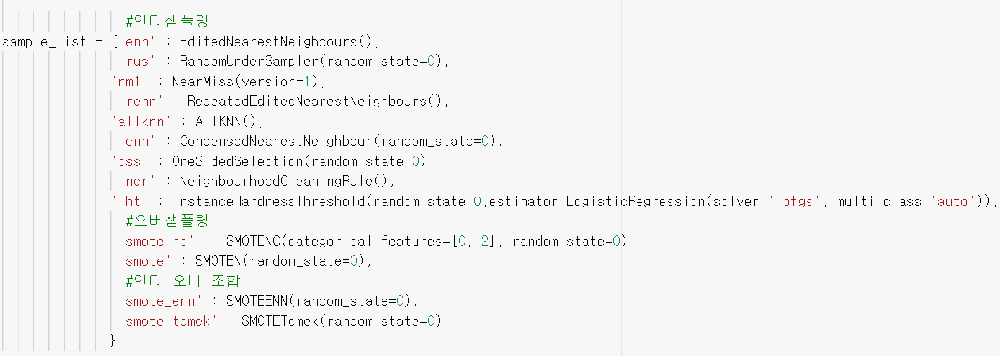 #언더샘플링
sample_list = {'enn' : EditedNearestNeighbours(),
'rus' : RandomUnderSampler(random_state=0),
'nm1' : NearMiss(version=1),
'renn' : RepeatedEditedNearestNeighbours(),
'allknn' : AllKNN(),
'cnn' : CondensedNearestNeighbour(random_state=0),
'oss' : OneSidedSelection(random_state=0),
'ncr' : NeighbourhoodCleaningRule(),
'iht' : InstanceHardnessThreshold(random_state=0,estimator=LogisticRegression(solver='lbfgs', multi_class='auto')),
#오버샘플링
'smote_nc' :  SMOTENC(categorical_features=[0, 2], random_state=0),
'smote' : SMOTEN(random_state=0),
#언더 오버 조합
'smote_enn' : SMOTEENN(random_state=0),
'smote_tomek' : SMOTETomek(random_state=0)
}